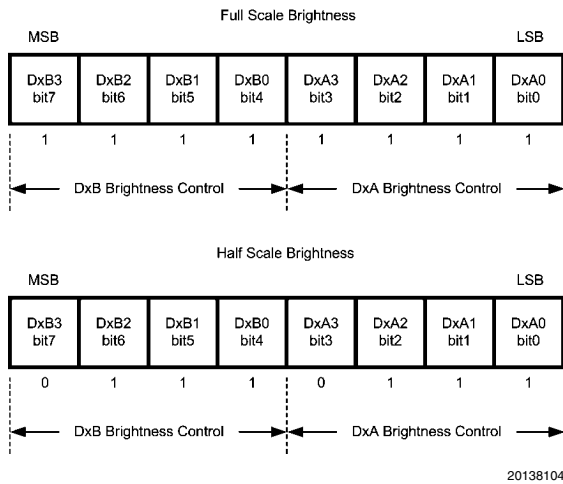 Full Scale Brightness
MSB LSB
DxB3 DxB2 DxB1 DxB0 DxA3 DxA2 DxA1 DxA0
bit7 bit6 bit5 bit4 bit3 bit2 bit1 bit0
1 1 1 1 1 1 1 1
DxB Brightness Control DxA Brightness Control
Half Scale Brightness
MSB LSB
DxB3 DxB2 DxB1 DxB0 DxA3 DxA2 DxA1 DxA0
bit7 bit6 bit5 bit4 bit3 bit2 bit1 bit0
0 1 1 1 0 1 1 1
DxB Brightness Control DxA Brightness Control
20138104